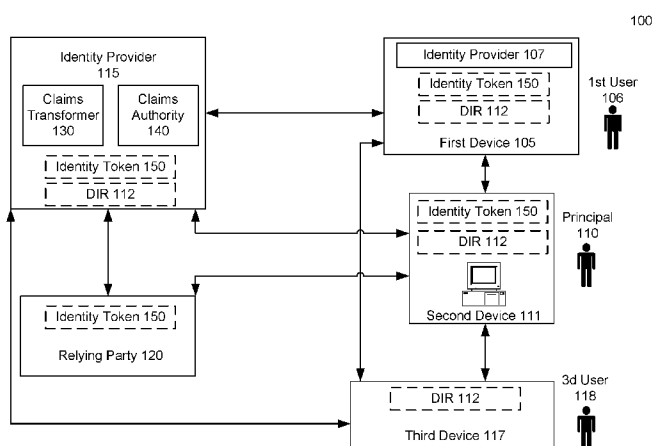 100
Identity Provider
115
Claims
Transformer
130
Claims
Authority
140
Identity Token 150
DIR 112
Identity Provider 107
Identity Token 150
DIR 112
First Device 105
1st User
106
Identity Token 150
DIR 112
Second Device 111
Principal
110
Identity Token 150
Relying Party 120
DIR 112
Third Device 117
3d User
118